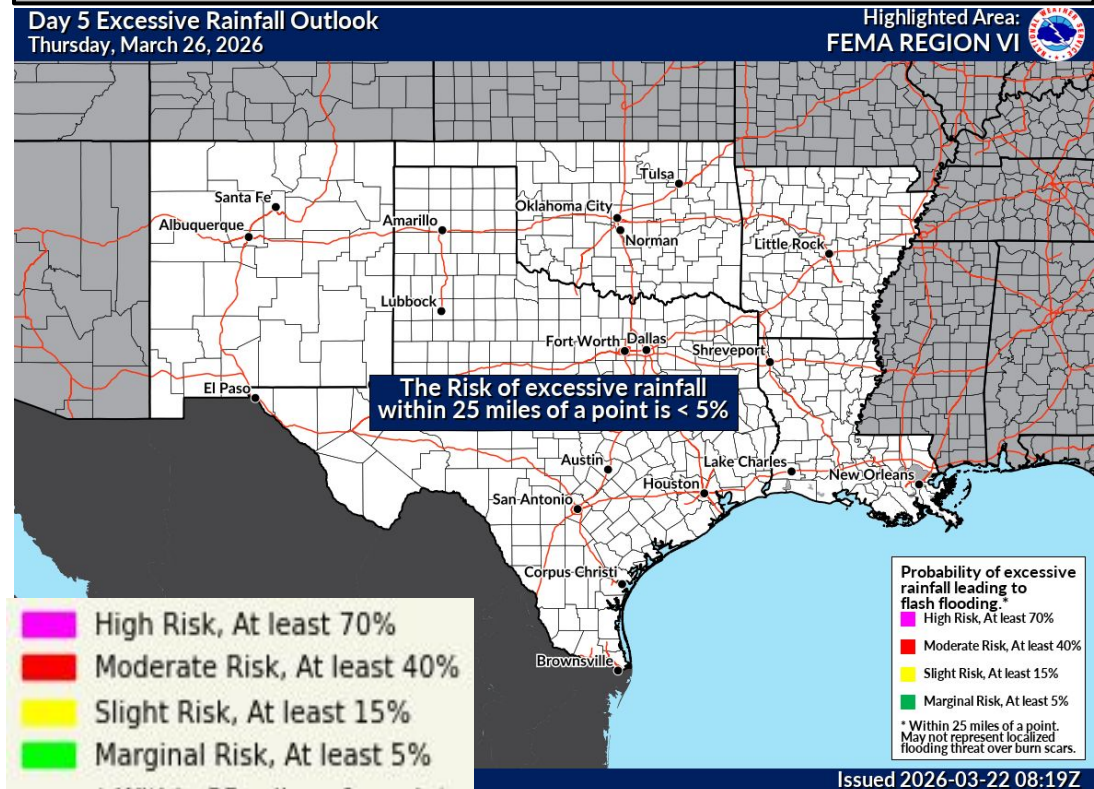 Day 5 Excessive Rainfall Outlook
Thursday, March 26, 2026
Highlighted Area:
FEMA REGION VI
Santa Fe
Albuquerque
Amarillo
Tulsa
Oklahoma City
Norman
Little Rock
Lubbock
Fort Worth
Dallas
Shreveport
El Paso
The Risk of excessive rainfall
within 25 miles of a point is < 5%
Austin
Lake Charles
Houston
New Orleans
San Antonio
Corpus Christi
Brownsville
High Risk, At least 70%
Moderate Risk, At least 40%
Slight Risk, At least 15%
Marginal Risk, At least 5%
Probability of excessive
rainfall leading to
flash flooding.*
High Risk, At least 70%
Moderate Risk, At least 40%
Slight Risk, At least 15%
Marginal Risk, At least 5%
* Within 25 miles of a point.
May not represent localized
flooding threat over burn scars.
Issued 2026-03-22 08:19Z